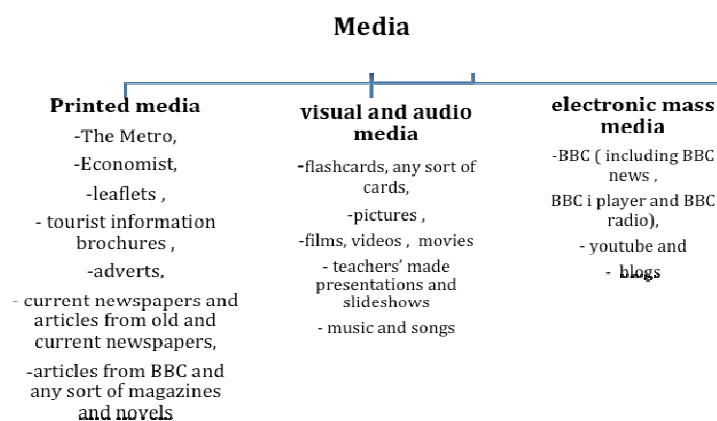 Media
Printed media
-The Metro,
-Economist,
-leaflets ,
- tourist information
brochures ,
-adverts,
- current newspapers and
articles from old and
current newspapers,
-articles from BBC and
any sort of magazines
and novels
visual and audio
media
-flashcards, any sort of
cards,
-pictures ,
-films, videos , movies
- teachers' made
presentations and
slideshows
- music and songs
electronic mass
media
-BBC ( including BBC
news ,
BBC i player and BBC
radio),
- youtube and
- blogs